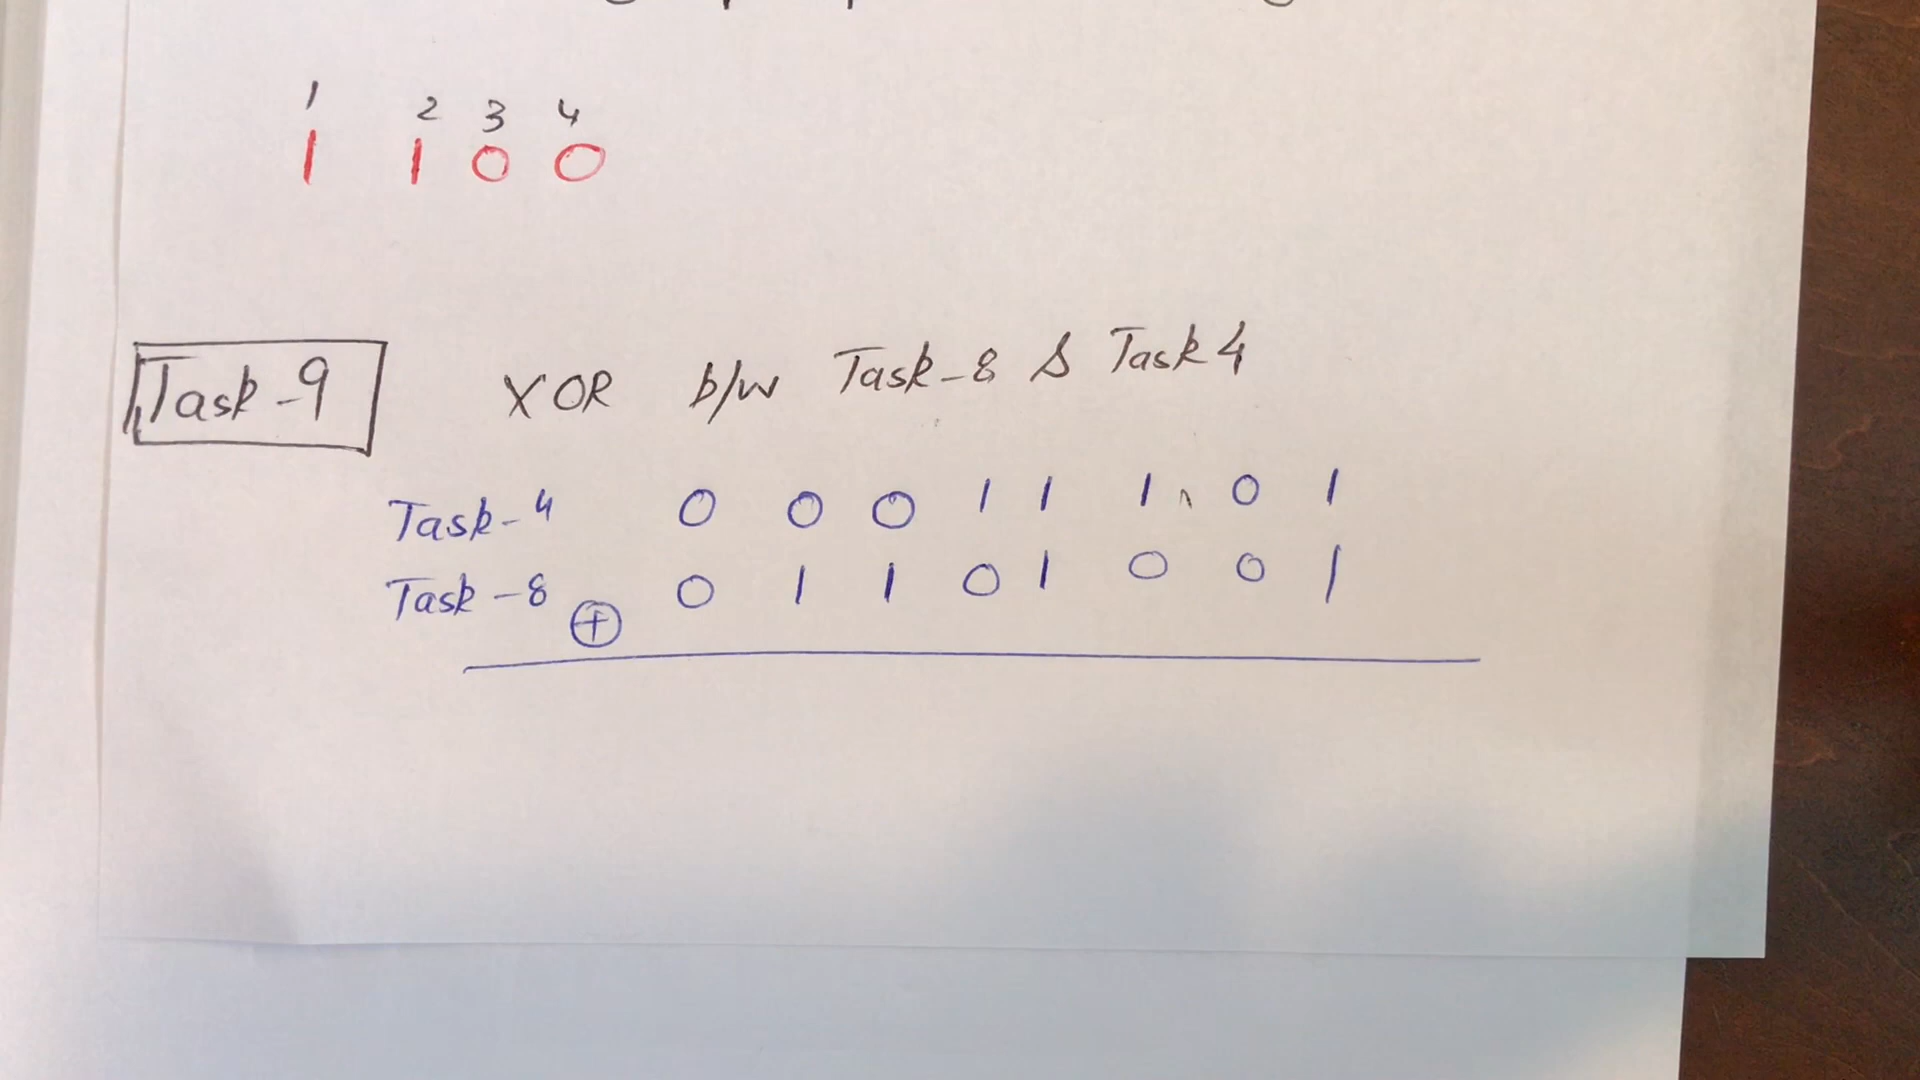 1 2 3 4
1 1 0 0
Task-9 XOR b/w Task-8 & Task 4
Task-4 0 0 0 1 1 1 0 1
Task-8 ⊕ 0 1 1 0 1 0 0 1